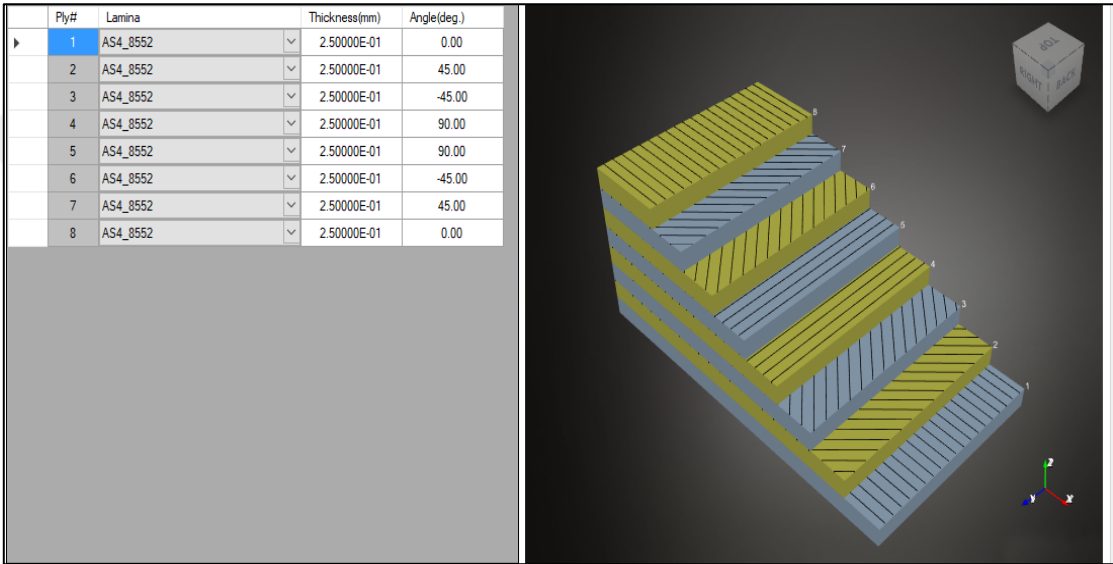 Ply# Lamina Thickness(mm) Angle(deg.)
1 AS4_8552 2.50000E-01 0.00
2 AS4_8552 2.50000E-01 45.00
3 AS4_8552 2.50000E-01 -45.00
4 AS4_8552 2.50000E-01 90.00
5 AS4_8552 2.50000E-01 90.00
6 AS4_8552 2.50000E-01 -45.00
7 AS4_8552 2.50000E-01 45.00
8 AS4_8552 2.50000E-01 0.00
TOP
RIGHT BACK
8
7
6
5
4
3
2
1
Z
Y X